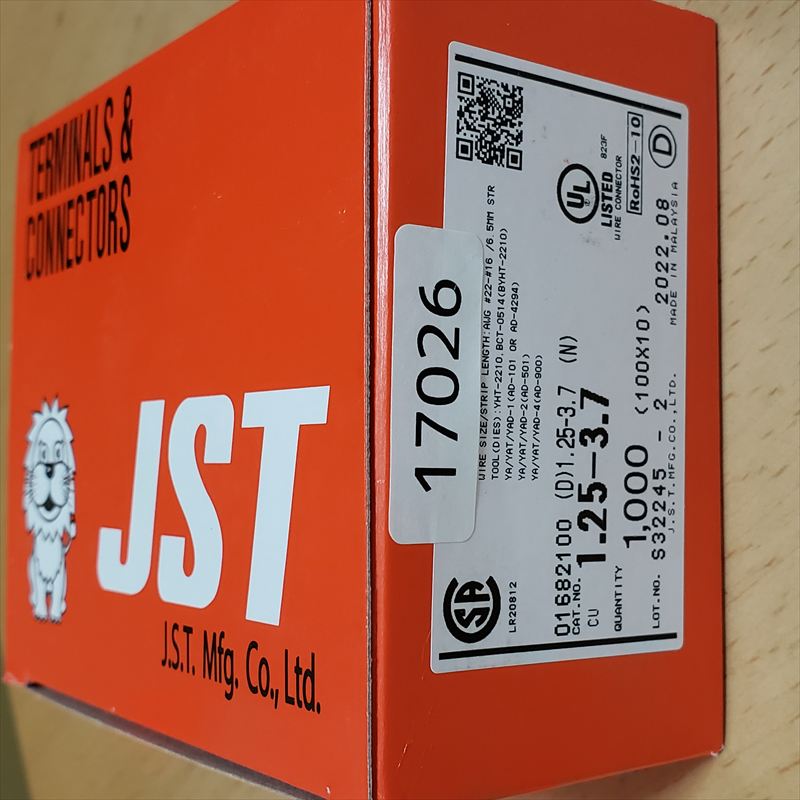 TERMINALS &
CONNECTORS
JST
J.S.T. Mfg. Co., Ltd.
17026
WIRE SIZE/STRIP LENGTH:AWG #22-#16 /6.5MM STR
TOOL(DIES):YHT-2210,BCT-0514(BYHT-2210)
YA/YAT/YAD-1(AD-101 OR AD-4294)
YA/YAT/YAD-2(AD-501)
YA/YAT/YAD-4(AD-900)
SA
LR20812
UL
LISTED
823F
WIRE CONNECTOR
RoHS2-10
D
01682100 (D)1.25-3.7 (N)
CAT.NO. 1.25-3.7
CU
QUANTITY 1,000 (100X10)
LOT.NO. S32245 - 2 2022.08
J.S.T.MFG.CO.,LTD. MADE IN MALAYSIA